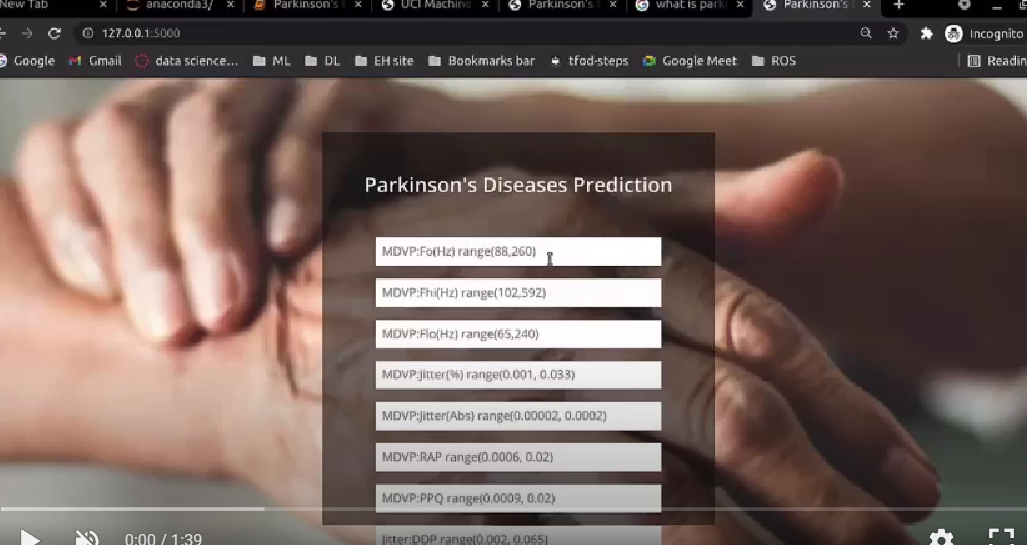 New Tab
anaconda3/
Parkinson's
UCI Machine
Parkinson's
what is park
Parkinson's
127.0.0.1:5000
Incognito
Google
Gmail
data science...
ML
DL
EH site
Bookmarks bar
tfod-steps
Google Meet
ROS
Readin
Parkinson's Diseases Prediction
MDVP:Fo(Hz) range(88,260)
MDVP:Fhi(Hz) range(102,592)
MDVP:Flo(Hz) range(65,240)
MDVP:Jitter(%) range(0.001, 0.033)
MDVP:Jitter(Abs) range(0.00002, 0.0002)
MDVP:RAP range(0.0006, 0.02)
MDVP:PPQ range(0.0009, 0.02)
Jitter:DDP range(0.002, 0.065)
0:00 / 1:39